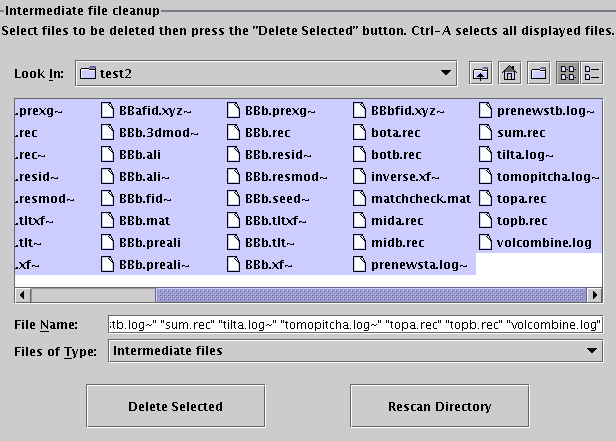 Intermediate file cleanup
Select files to be deleted then press the "Delete Selected" button. Ctrl-A selects all displayed files.
Look In: test2
.prexg~ BBafid.xyz~ BBb.prexg~ BBbfid.xyz~ prenewstb.log~
.rec BBb.3dmod~ BBb.rec bota.rec sum.rec
.rec~ BBb.ali BBb.resid~ botb.rec tilta.log~
.resid~ BBb.ali~ BBb.resmod~ inverse.xf~ tomopitcha.log~
.resmod~ BBb.fid~ BBb.seed~ matchcheck.mat topa.rec
.tltxf~ BBb.mat BBb.tltxf~ mida.rec topb.rec
.tlt~ BBb.preali BBb.tlt~ midb.rec volcombine.log
.xf~ BBb.preali~ BBb.xf~ prenewsta.log~
File Name: tb.log~" "sum.rec" "tilta.log~" "tomopitcha.log~" "topa.rec" "topb.rec" "volcombine.log"
Files of Type: Intermediate files
Delete Selected Rescan Directory